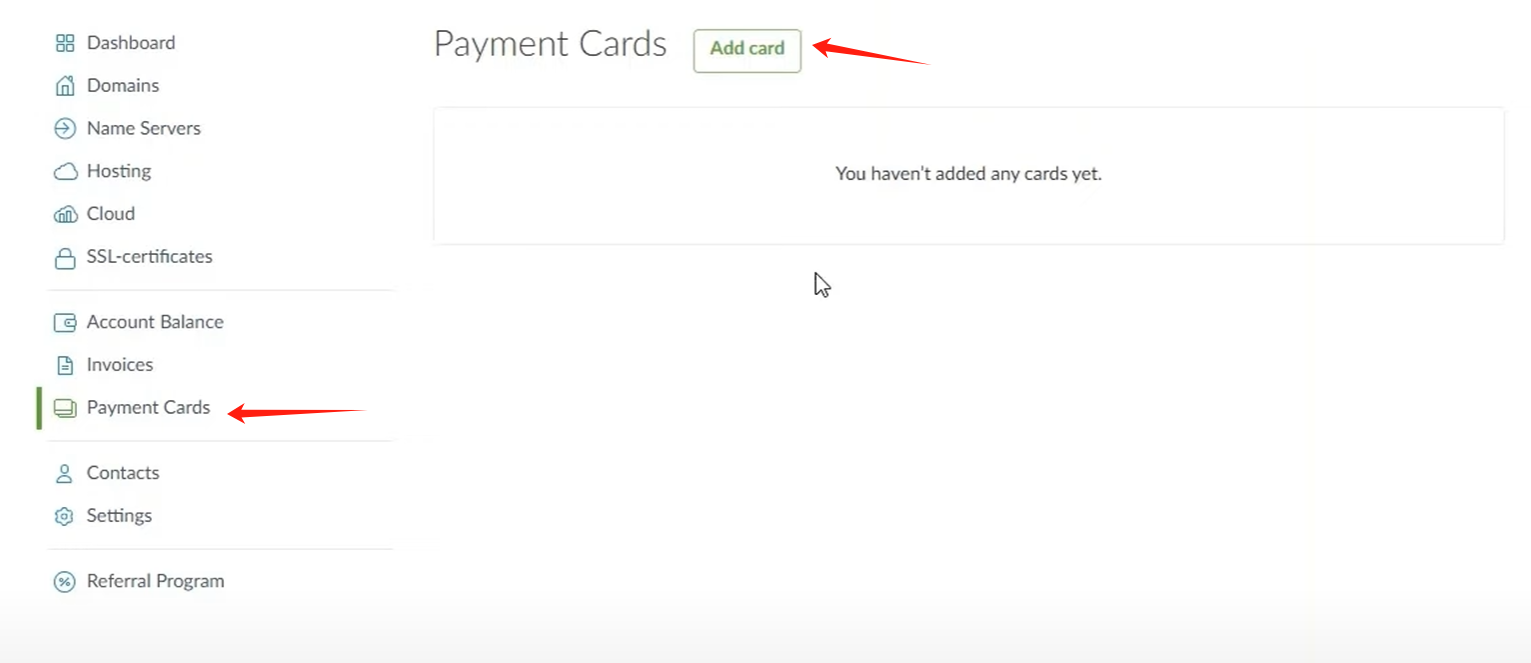 Dashboard
Domains
Name Servers
Hosting
Cloud
SSL-certificates
Account Balance
Invoices
Payment Cards
Contacts
Settings
Referral Program
Payment Cards
Add card
You haven't added any cards yet.